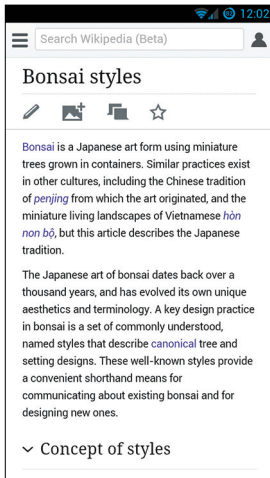 12:02
Search Wikipedia (Beta)
Bonsai styles
Bonsai is a Japanese art form using miniature
trees grown in containers. Similar practices exist
in other cultures, including the Chinese tradition
of penjing from which the art originated, and the
miniature living landscapes of Vietnamese hòn
non bộ, but this article describes the Japanese
tradition.
The Japanese art of bonsai dates back over a
thousand years, and has evolved its own unique
aesthetics and terminology. A key design practice
in bonsai is a set of commonly understood,
named styles that describe canonical tree and
setting designs. These well-known styles provide
a convenient shorthand means for
communicating about existing bonsai and for
designing new ones.
Concept of styles